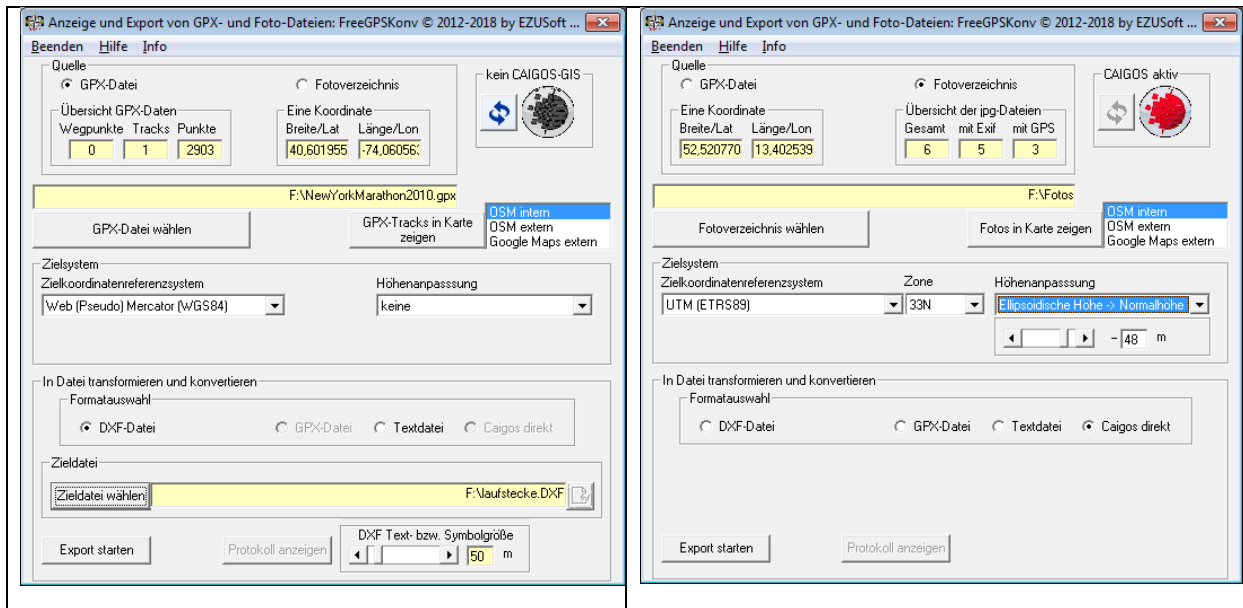 Anzeige und Export von GPX- und Foto-Dateien: FreeGPSKonv © 2012-2018 by EZUSoft ...
Beenden Hilfe Info
Quelle
GPX-Datei
Fotoverzeichnis
kein CAIGOS-GIS
Übersicht GPX-Daten
Wegpunkte Tracks Punkte
0 1 2903
Eine Koordinate
Breite/Lat Länge/Lon
40,601955 -74,06056
F:\NewYorkMarathon2010.gpx
GPX-Datei wählen
GPX-Tracks in Karte
zeigen
OSM intern
OSM extern
Google Maps extern
Zielsystem
Zielkoordinatenreferenzsystem
Höhenanpasssung
Web (Pseudo) Mercator (WGS84)
keine
In Datei transformieren und konvertieren
Formatauswahl
DXF-Datei
GPX-Datei
Textdatei
Caigos direkt
Zieldatei
Zieldatei wählen
F:\laufstecke.DXF
Export starten
Protokoll anzeigen
DXF Text- bzw. Symbolgröße
50 m
Anzeige und Export von GPX- und Foto-Dateien: FreeGPSKonv © 2012-2018 by EZUSoft ...
Beenden Hilfe Info
Quelle
GPX-Datei
Fotoverzeichnis
CAIGOS aktiv
Eine Koordinate
Breite/Lat Länge/Lon
52,520770 13,402539
Übersicht der jpg-Dateien
Gesamt mit Exif mit GPS
6 5 3
F:\Fotos
Fotoverzeichnis wählen
Fotos in Karte zeigen
OSM intern
OSM extern
Google Maps extern
Zielsystem
Zielkoordinatenreferenzsystem
Zone
Höhenanpasssung
UTM (ETRS89)
33N
Ellipsoidische Höhe -> Normalhöhe
- 48 m
In Datei transformieren und konvertieren
Formatauswahl
DXF-Datei
GPX-Datei
Textdatei
Caigos direkt
Export starten
Protokoll anzeigen